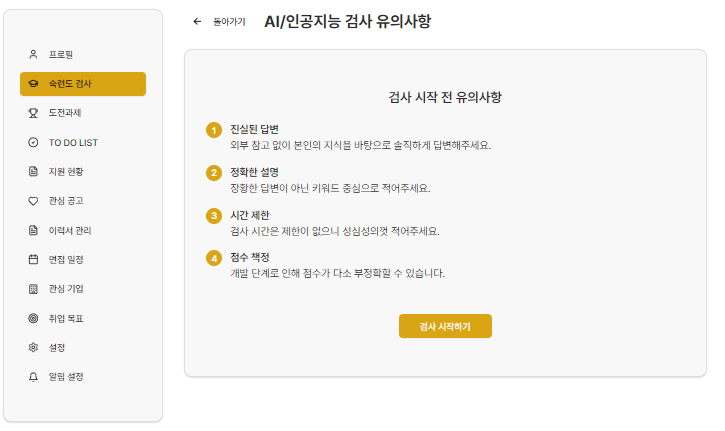 프로필
숙련도 검사
도전과제
TO DO LIST
지원 현황
관심 공고
이력서 관리
면접 일정
관심 기업
취업 목표
설정
알림 설정
돌아가기
AI/인공지능 검사 유의사항
검사 시작 전 유의사항
1 진실된 답변
외부 참고 없이 본인의 지식을 바탕으로 솔직하게 답변해주세요.
2 정확한 설명
장황한 답변이 아닌 키워드 중심으로 적어주세요.
3 시간 제한
검사 시간은 제한이 없으니 성심성의껏 적어주세요.
4 점수 책정
개발 단계로 인해 점수가 다소 부정확할 수 있습니다.
검사 시작하기